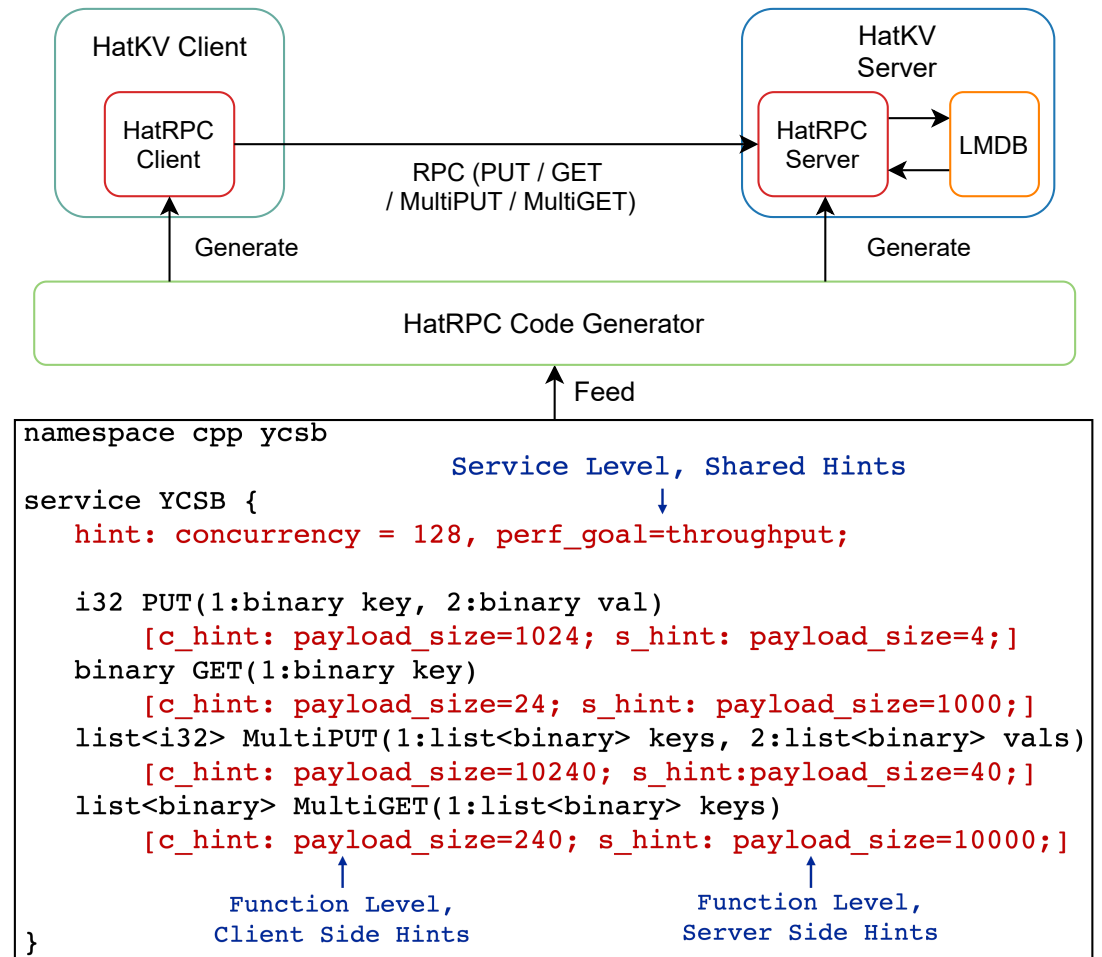 HatKV Client
HatKV
Server
HatRPC
Client
HatRPC
Server
LMDB
RPC (PUT / GET
/ MultiPUT / MultiGET)
Generate
Generate
HatRPC Code Generator
Feed
namespace cpp ycsb
Service Level, Shared Hints
service YCSB {
hint: concurrency = 128, perf_goal=throughput;
i32 PUT(1:binary key, 2:binary val)
[c_hint: payload_size=1024; s_hint: payload_size=4;]
binary GET(1:binary key)
[c_hint: payload_size=24; s_hint: payload_size=1000;]
list<i32> MultiPUT(1:list<binary> keys, 2:list<binary> vals)
[c_hint: payload_size=10240; s_hint:payload_size=40;]
list<binary> MultiGET(1:list<binary> keys)
[c_hint: payload_size=240; s_hint: payload_size=10000;]
Function Level,
Client Side Hints
Function Level,
Server Side Hints
}